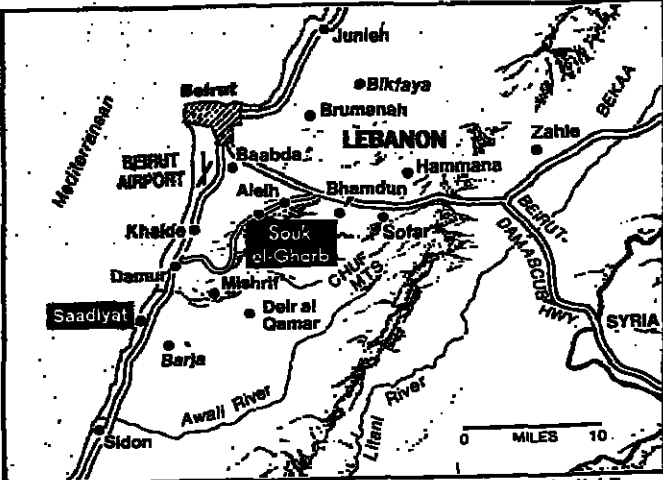 Junieh
Bikfaya
Beirut
Brumanah
BEKAA
LEBANON
Zahle
Mediterranean
BEIRUT
AIRPORT
Baabda
Hammana
Aleih
Bhamdun
Khalde
Souk
el-Gharb
Sofar
BEIRUT-
DAMASCUS
HWY.
Damur
CHUF
MTS.
Mishrif
Saadiyat
Deir al
Qamar
SYRIA
Barja
Awali River
Litani River
0 MILES 10
Sidon